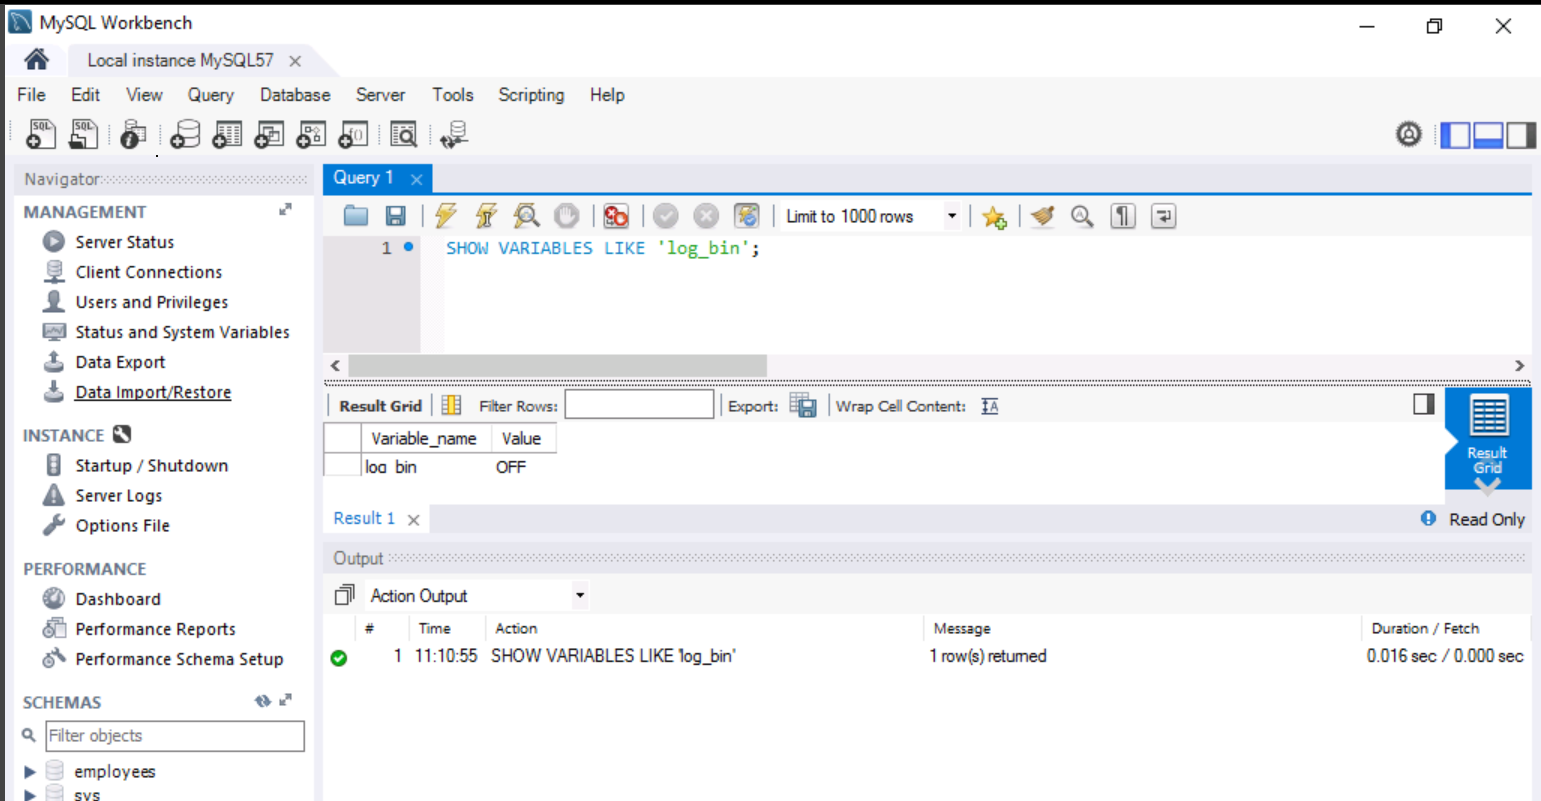 MySQL Workbench
Local instance MySQL57
File Edit View Query Database Server Tools Scripting Help
SQL SQL
Navigator
MANAGEMENT
Server Status
Client Connections
Users and Privileges
Status and System Variables
Data Export
Data Import/Restore
INSTANCE
Startup / Shutdown
Server Logs
Options File
PERFORMANCE
Dashboard
Performance Reports
Performance Schema Setup
SCHEMAS
Filter objects
employees
sys
Query 1
Limit to 1000 rows
1 SHOW VARIABLES LIKE 'log_bin';
Result Grid Filter Rows: Export: Wrap Cell Content:
Variable_name Value
log_bin OFF
Result Grid
Result 1
Read Only
Output
Action Output
# Time Action Message Duration / Fetch
1 11:10:55 SHOW VARIABLES LIKE 'log_bin' 1 row(s) returned 0.016 sec / 0.000 sec